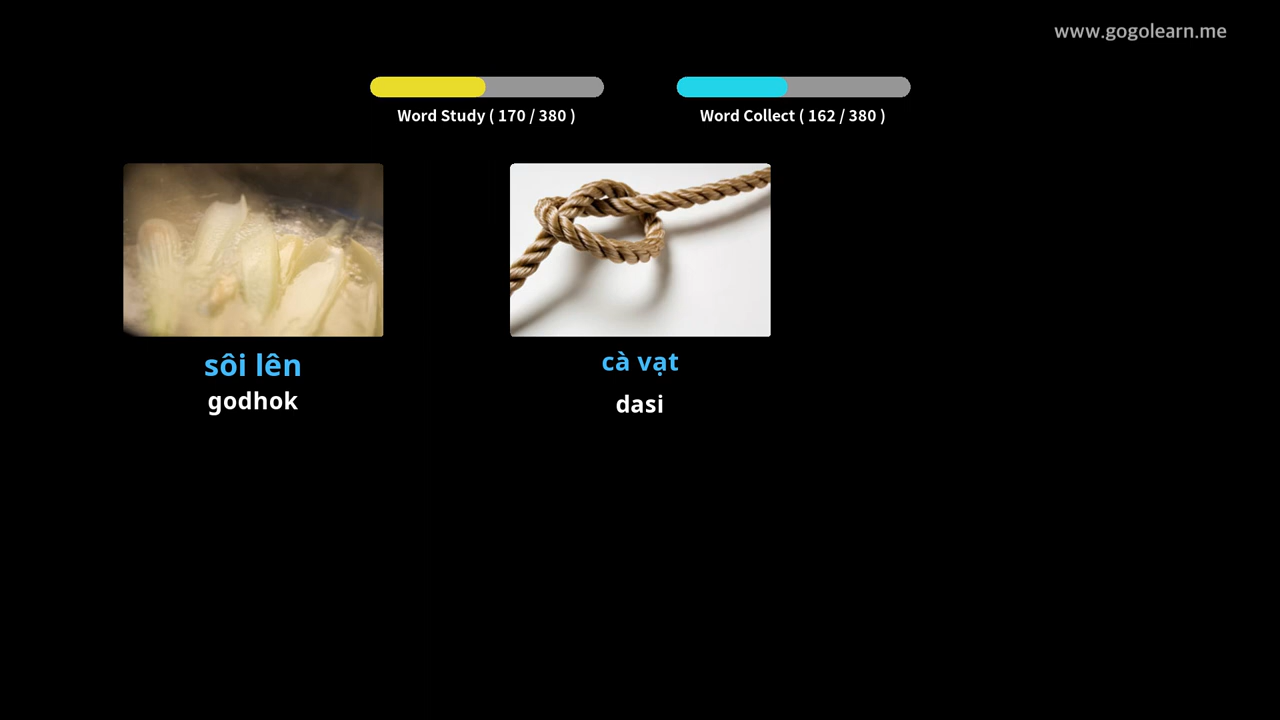 www.gogolearn.me
Word Study ( 170 / 380 )
Word Collect ( 162 / 380 )
sôi lên
godhok
cà vạt
dasi